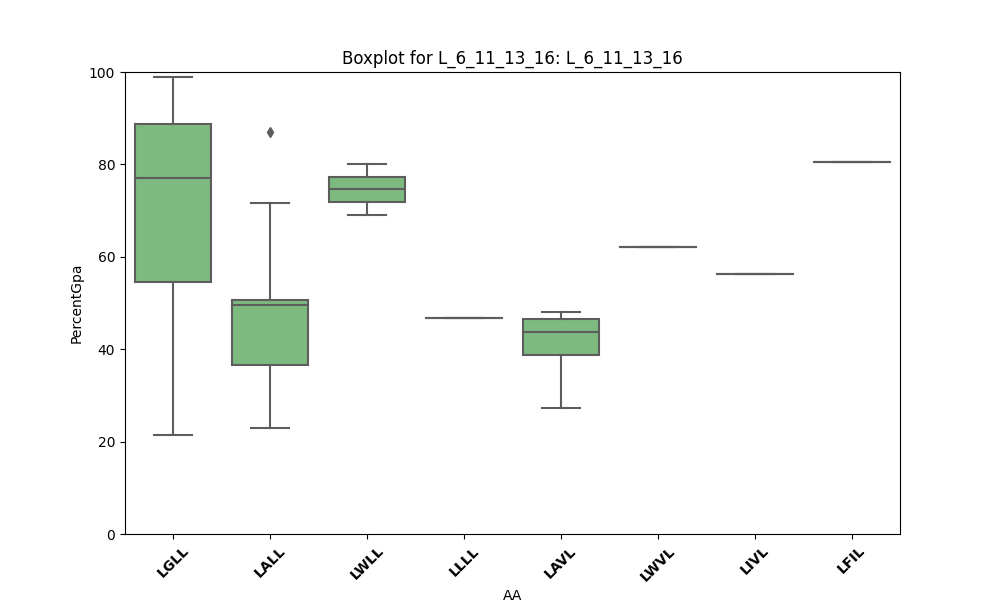 Boxplot for L_6_11_13_16: L_6_11_13_16
PercentGpa
100
80
60
40
20
0
LGLL
LALL
LWLL
LLLL
LAVL
LWVL
LIVL
LFIL
AA